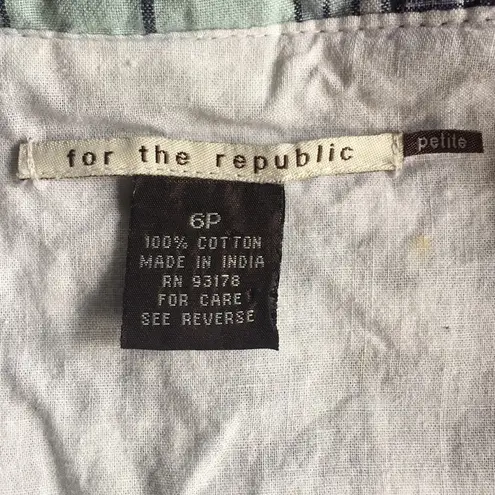 for the republic
petite
6P
100% COTTON
MADE IN INDIA
RN 93178
FOR CARE
SEE REVERSE